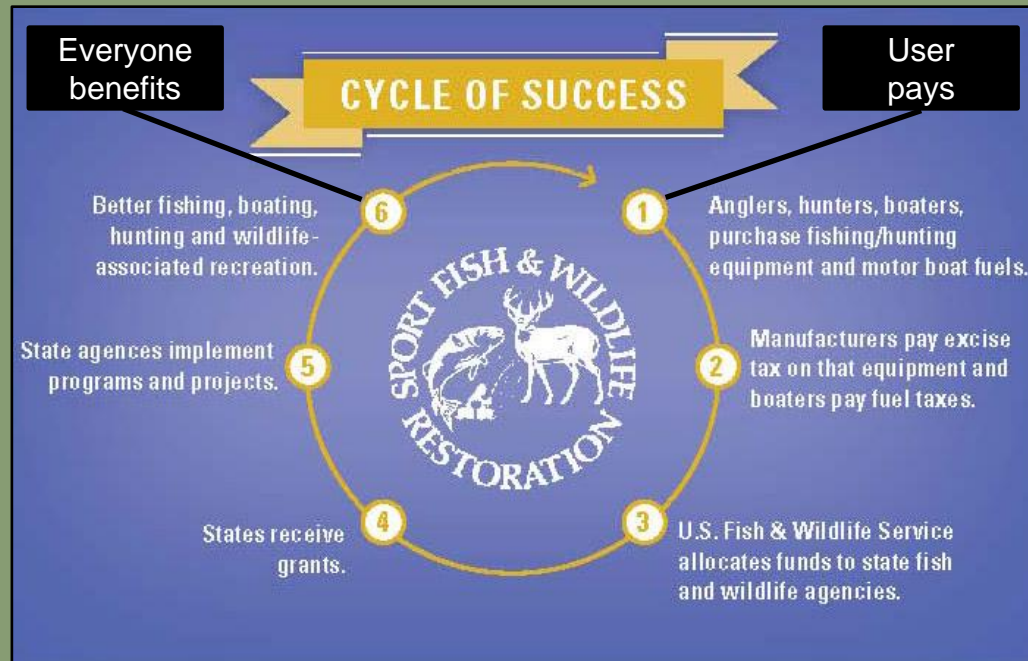 Everyone
benefits
User
pays
CYCLE OF SUCCESS
1
Anglers, hunters, boaters,
purchase fishing/hunting
equipment and motor boat fuels.
2
Manufacturers pay excise
tax on that equipment and
boaters pay fuel taxes.
3
U.S. Fish & Wildlife Service
allocates funds to state fish
and wildlife agencies.
4
States receive
grants.
5
State agences implement
programs and projects.
6
Better fishing, boating,
hunting and wildlife-
associated recreation.
SPORT FISH & WILDLIFE
RESTORATION